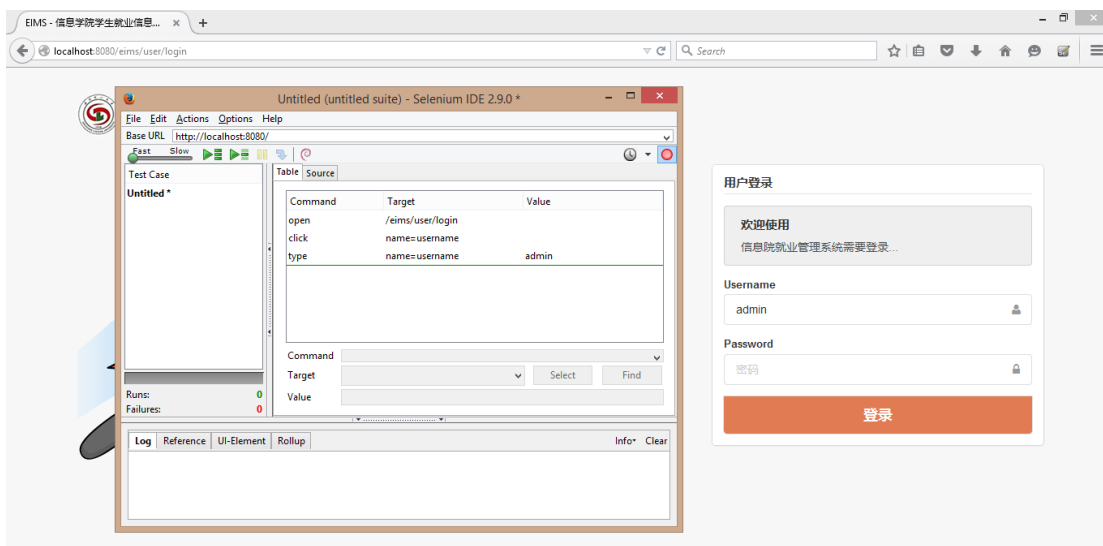 EIMS - 信息学院学生就业信息... × +
localhost:8080/eims/user/login
Search
Untitled (untitled suite) - Selenium IDE 2.9.0 *
File Edit Actions Options Help
Base URL http://localhost:8080/
Fast Slow
Test Case
Untitled *
Runs: 0
Failures: 0
Table Source
Command Target Value
open /eims/user/login
click name=username
type name=username admin
Command
Target Select Find
Value
Log Reference UI-Element Rollup Info Clear
用户登录
欢迎使用
信息院就业管理系统需要登录...
Username
admin
Password
密码
登录